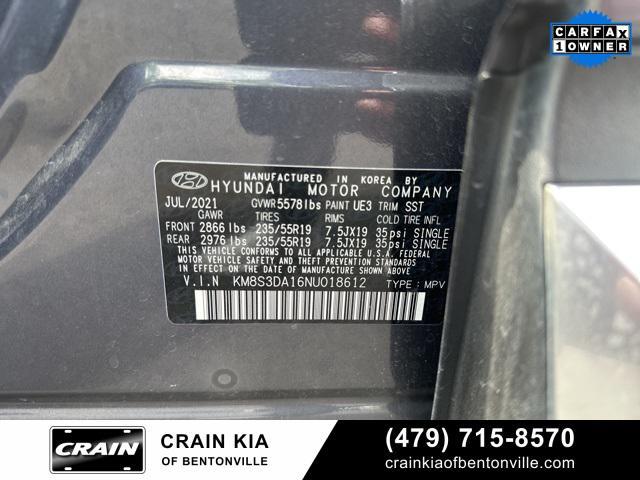 CARFAX
1 OWNER
MANUFACTURED IN KOREA BY
HYUNDAI MOTOR COMPANY
JUL/2021 GVWR 5578 lbs PAINT UE3 TRIM SST
GAWR TIRES RIMS COLD TIRE INFL
FRONT 2866 lbs 235/55R19 7.5JX19 35psi SINGLE
REAR 2976 lbs 235/55R19 7.5JX19 35psi SINGLE
THIS VEHICLE CONFORMS TO ALL APPLICABLE U.S.A. FEDERAL
MOTOR VEHICLE SAFETY STANDARDS
IN EFFECT ON THE DATE OF MANUFACTURE SHOWN ABOVE.
V.I.N KM8S3DA16NU018612 TYPE : MPV
CRAIN
CRAIN KIA
OF BENTONVILLE
(479) 715-8570
crainkiaofbentonville.com